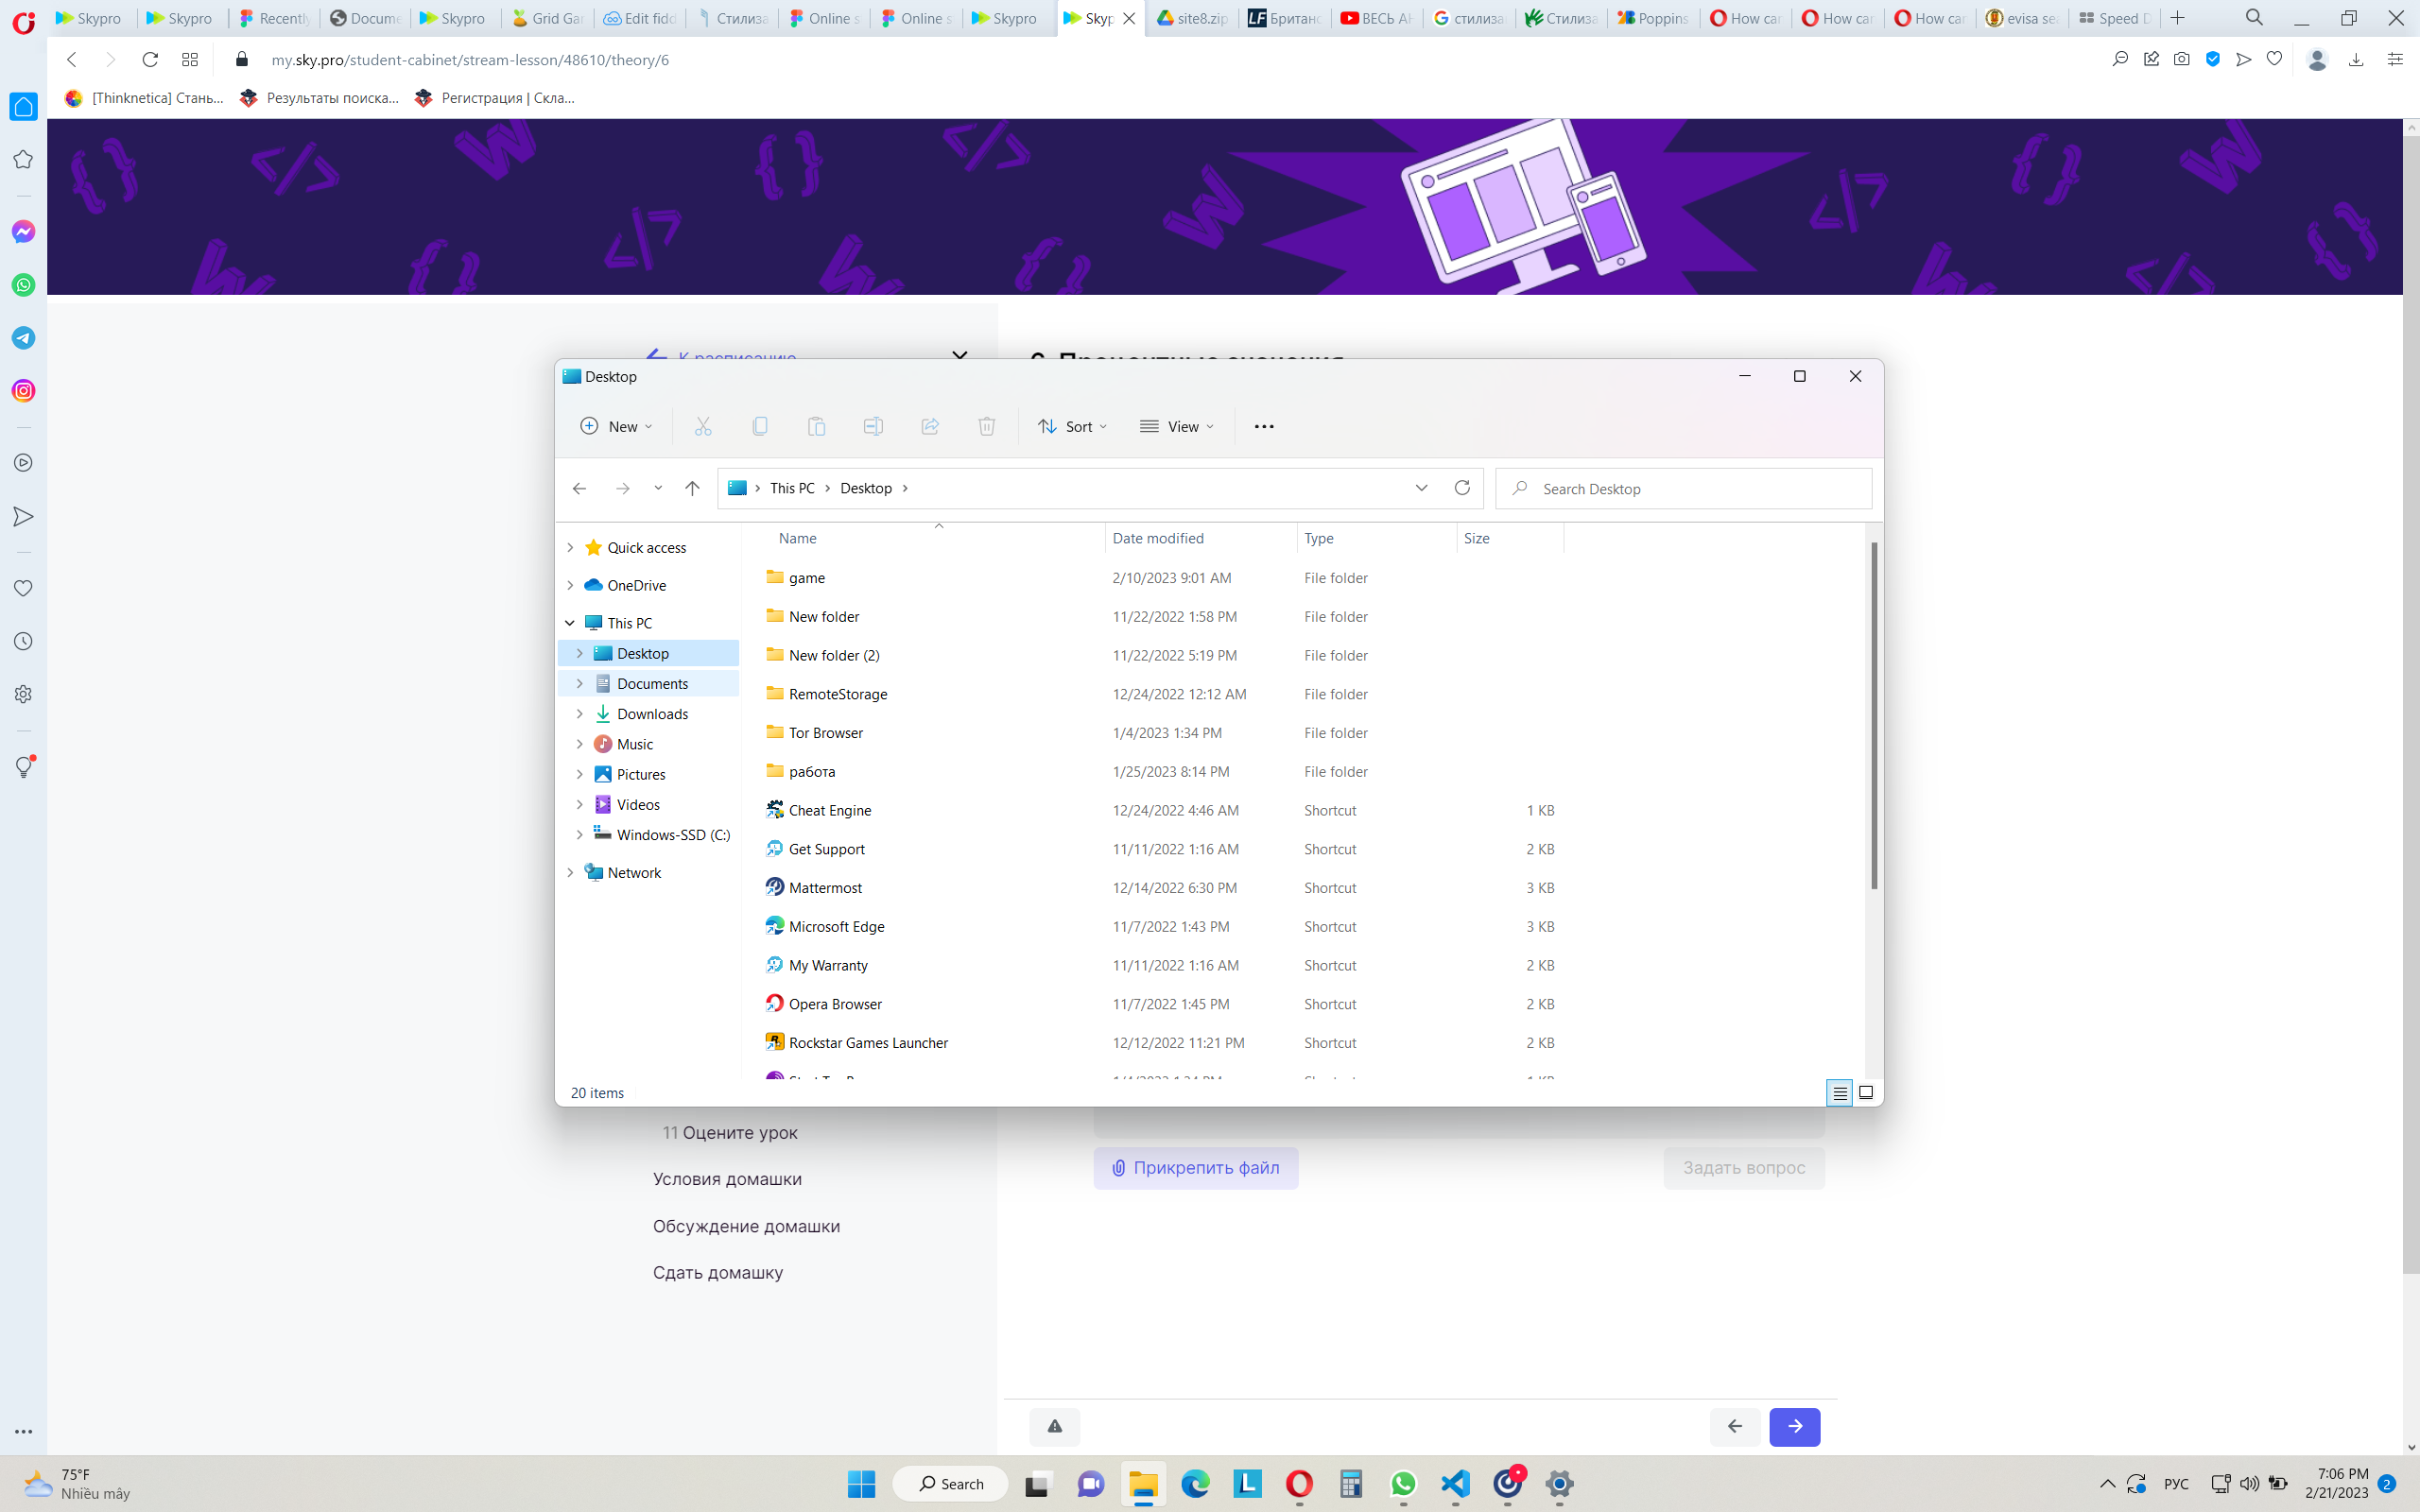 Skypro Skypro Recently Docume Skypro Grid Gar Edit fidd Стилиза Online s Online s Skypro Skyp site8.zip Британс ВЕСЬ АН стилиза Стилиза Poppins How car How car How car evisa se Speed D
my.sky.pro/student-cabinet/stream-lesson/48610/theory/6
[Thinknetica] Стань... Результаты поиска... Регистрация | Скла...
К расписанию
6. Процентные значения
Desktop
New Sort View
This PC Desktop Search Desktop
Name Date modified Type Size
Quick access
OneDrive
This PC
Desktop
Documents
Downloads
Music
Pictures
Videos
Windows-SSD (C:)
Network
game 2/10/2023 9:01 AM File folder
New folder 11/22/2022 1:58 PM File folder
New folder (2) 11/22/2022 5:19 PM File folder
RemoteStorage 12/24/2022 12:12 AM File folder
Tor Browser 1/4/2023 1:34 PM File folder
работа 1/25/2023 8:14 PM File folder
Cheat Engine 12/24/2022 4:46 AM Shortcut 1 KB
Get Support 11/11/2022 1:16 AM Shortcut 2 KB
Mattermost 12/14/2022 6:30 PM Shortcut 3 KB
Microsoft Edge 11/7/2022 1:43 PM Shortcut 3 KB
My Warranty 11/11/2022 1:16 AM Shortcut 2 KB
Opera Browser 11/7/2022 1:45 PM Shortcut 2 KB
Rockstar Games Launcher 12/12/2022 11:21 PM Shortcut 2 KB
20 items
11 Оцените урок
Условия домашки
Обсуждение домашки
Сдать домашку
Прикрепить файл Задать вопрос
75°F
Nhiều mây
Search
РУС
7:06 PM
2/21/2023
2